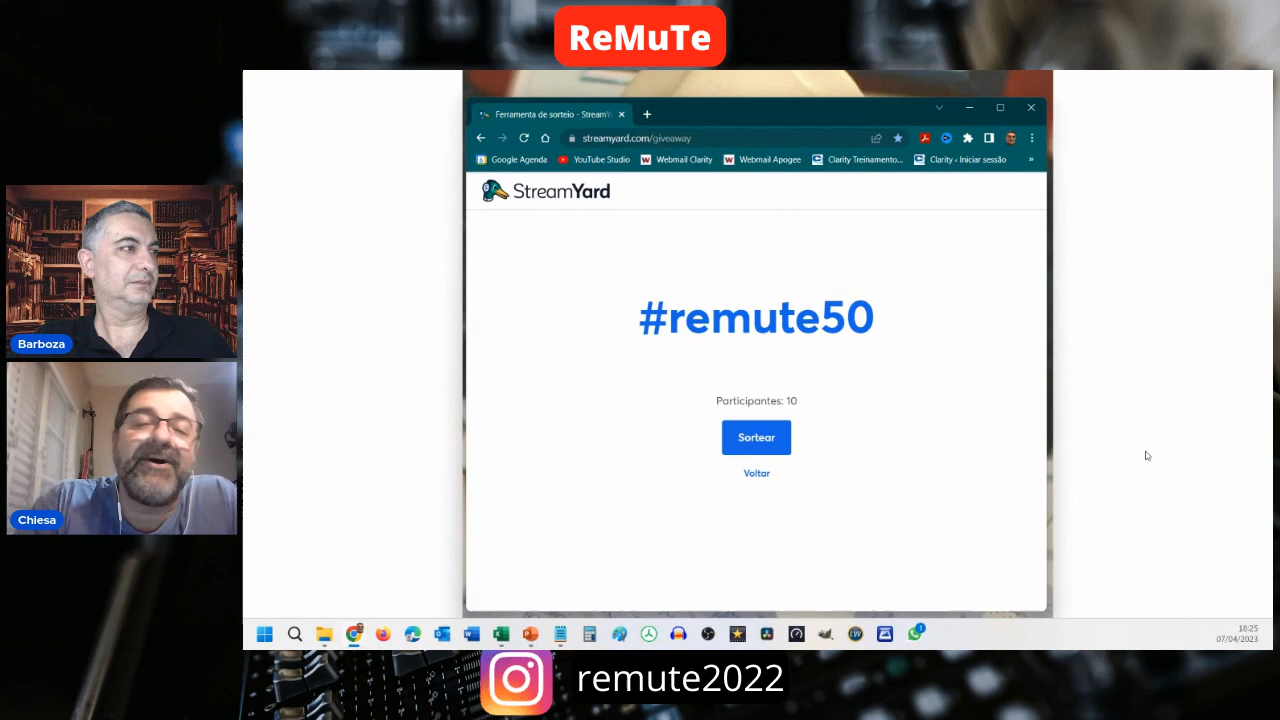 ReMuTe
Ferramenta de sorteio - StreamY
streamyard.com/giveaway
Google Agenda
YouTube Studio
Webmail Clarity
Webmail Apogee
Clarity Treinamento...
Clarity ‹ Iniciar sessão
»
StreamYard
#remute50
Participantes: 10
Sortear
Voltar
Barboza
Chiesa
18:25
07/04/2023
remute2022